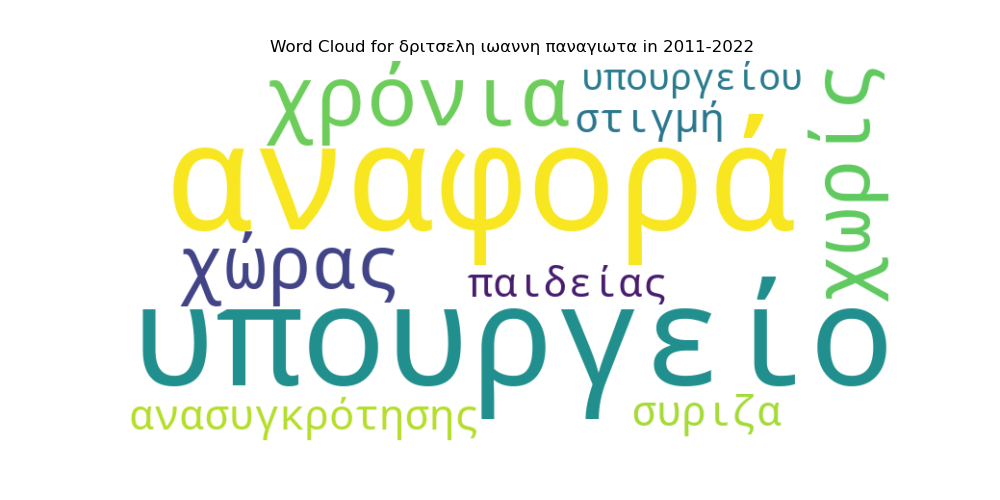 Word Cloud for δριτσελη ιωαννη παναγιωτα in 2011-2022
χρόνια
υπουργείου
στιγμή
χωρίς
αναφορά
χώρας
παιδείας
υπουργείο
ανασυγκρότησης
συριζα